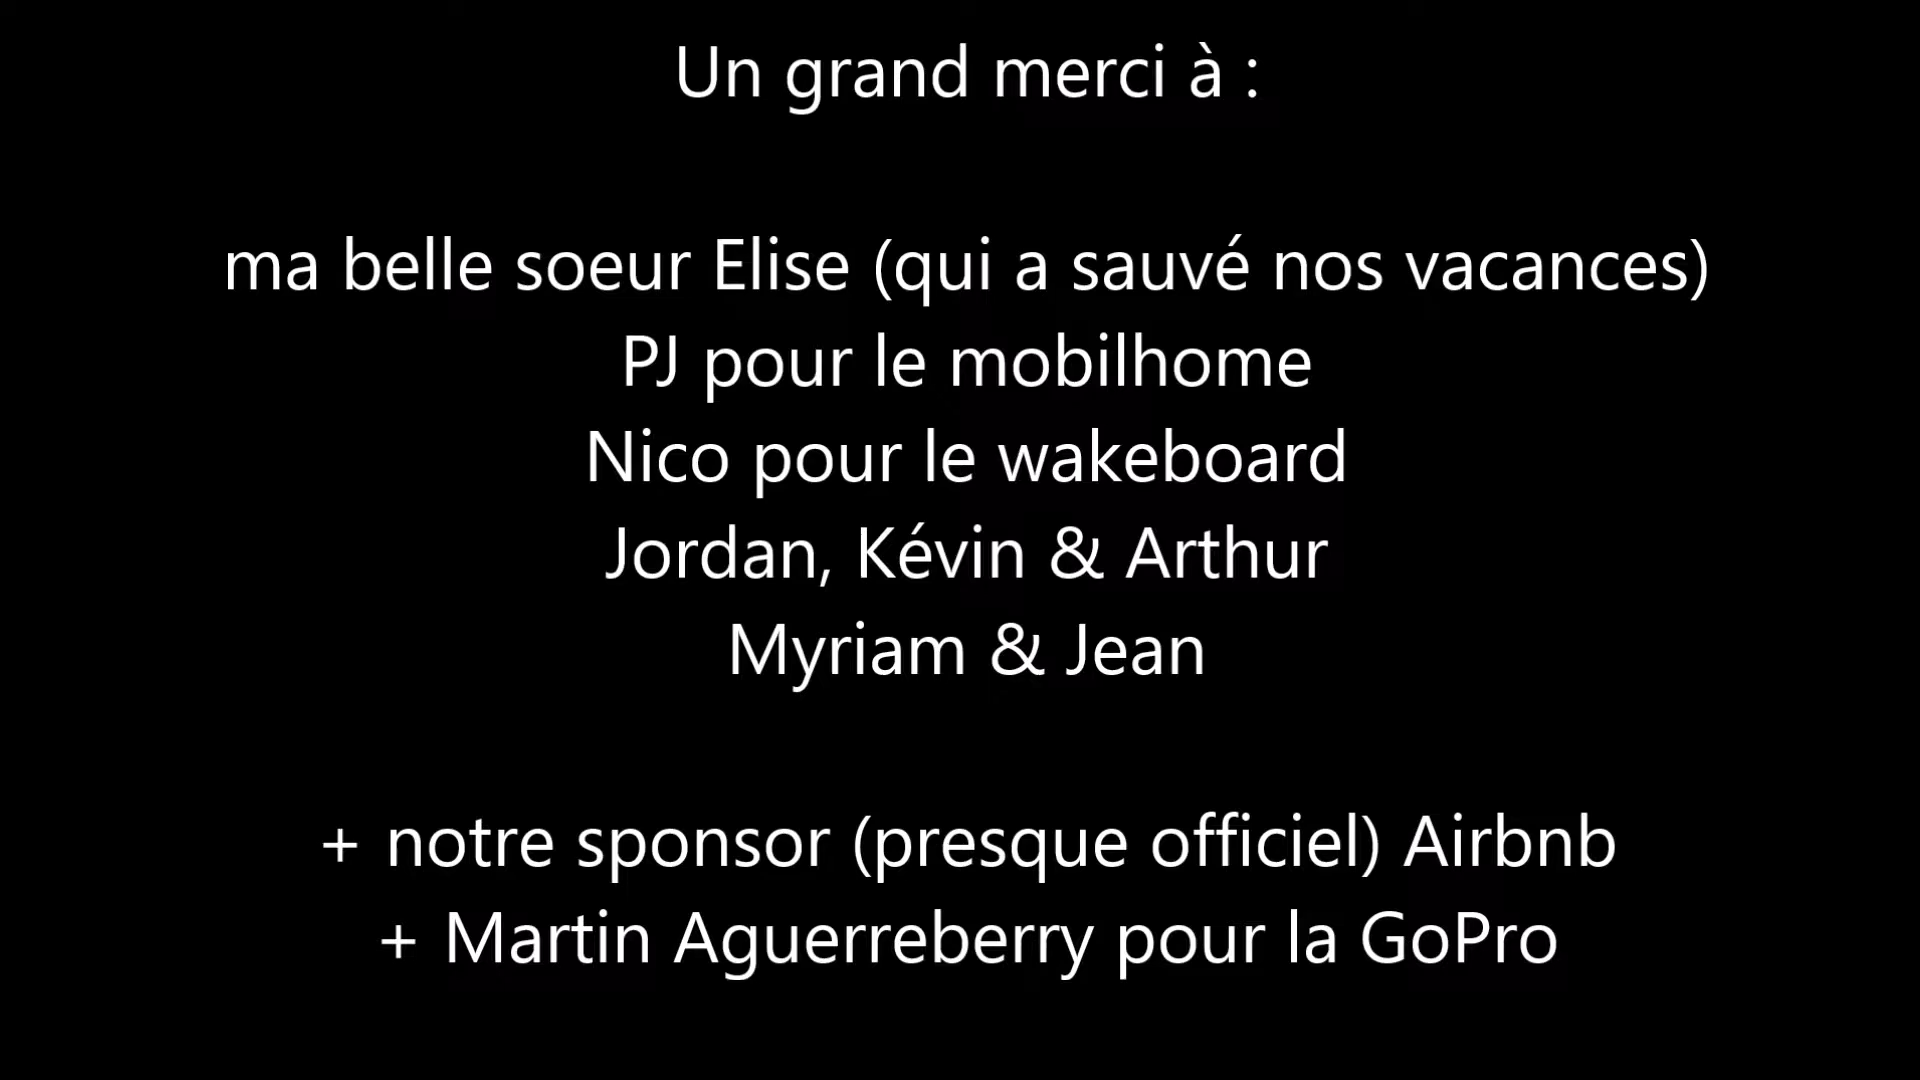 Un grand merci à :
ma belle soeur Elise (qui a sauvé nos vacances)
PJ pour le mobilhome
Nico pour le wakeboard
Jordan, Kévin & Arthur
Myriam & Jean
+ notre sponsor (presque officiel) Airbnb
+ Martin Aguerreberry pour la GoPro